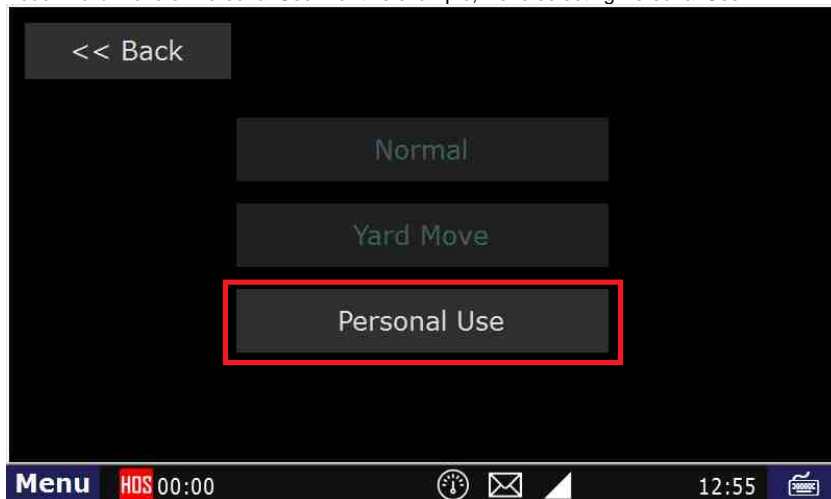 << Back
Normal
Yard Move
Personal Use
Menu HOS 00:00 12:55